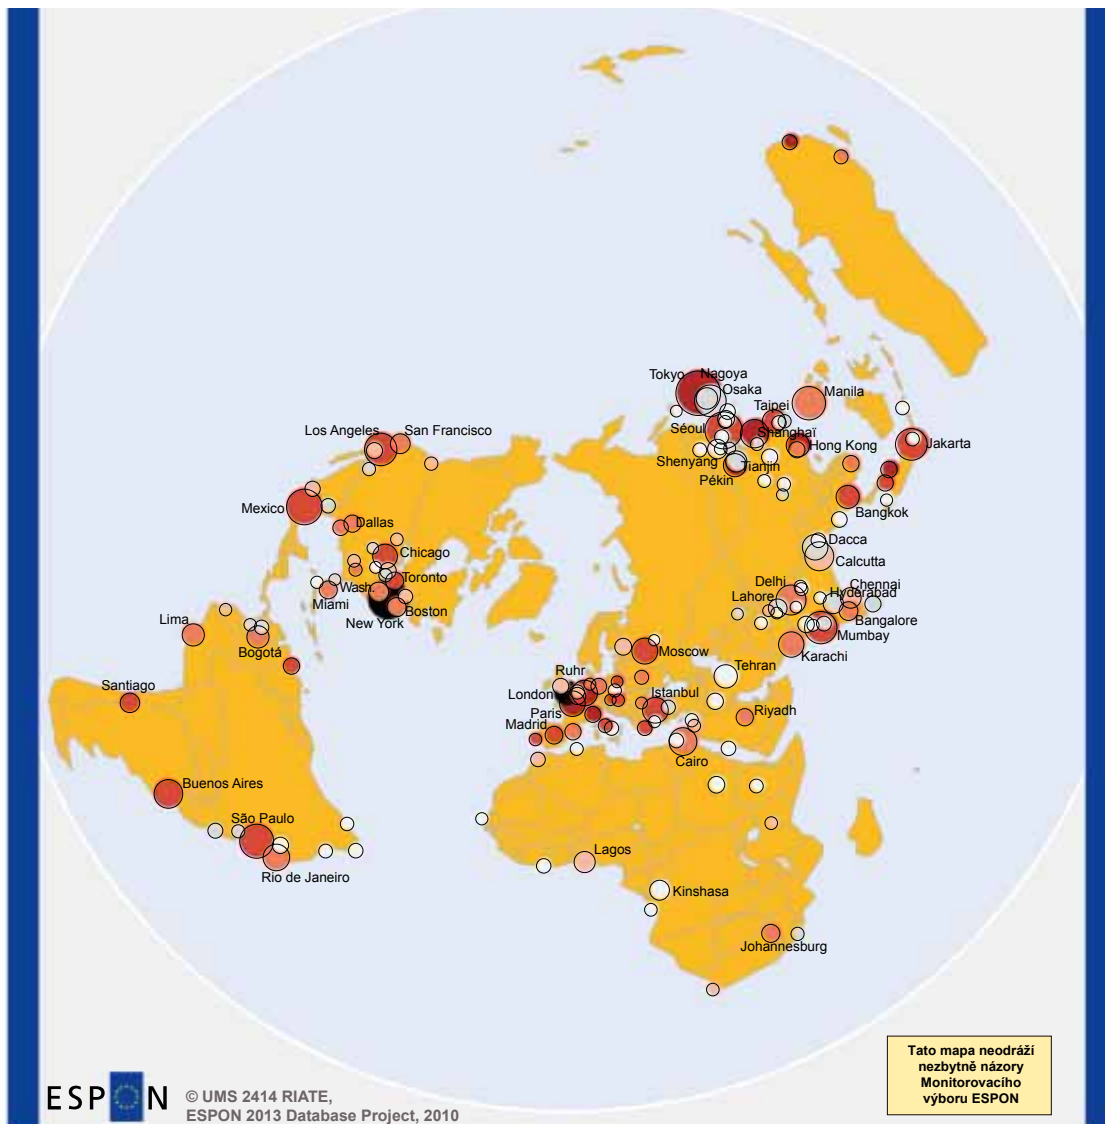 Tokyo
Nagoya
Osaka
Manila
Taipei
Los Angeles
San Francisco
Séoul
Shanghaï
Hong Kong
Jakarta
Shenyang
Tianjin
Pékin
Mexico
Bangkok
Dallas
Dacca
Chicago
Calcutta
Toronto
Delhi
Chennai
Wash.
Lahore
Hyderabad
Miami
Boston
Lima
New York
Bangalore
Mumbay
Bogotá
Moscow
Karachi
Ruhr
Tehran
Santiago
London
Istanbul
Paris
Riyadh
Madrid
Cairo
Buenos Aires
São Paulo
Lagos
Rio de Janeiro
Kinshasa
Johannesburg
Tato mapa neodráží
nezbytně názory
Monitorovacího
výboru ESPON
ESPON
© UMS 2414 RIATE,
ESPON 2013 Database Project, 2010